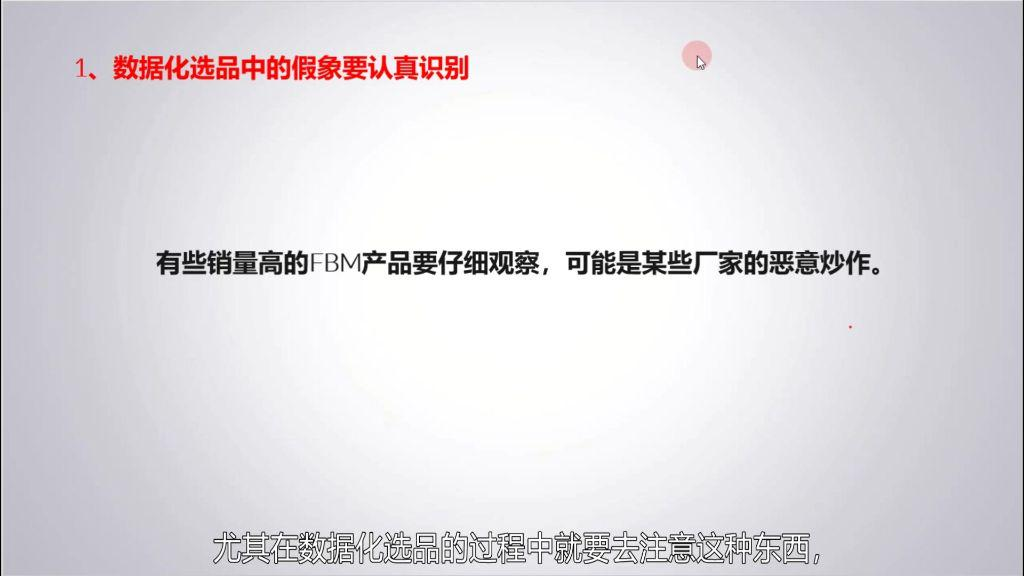 1、数据化选品中的假象要认真识别
有些销量高的FBM产品要仔细观察，可能是某些厂家的恶意炒作。
尤其在数据化选品的过程中就要去注意这种东西，